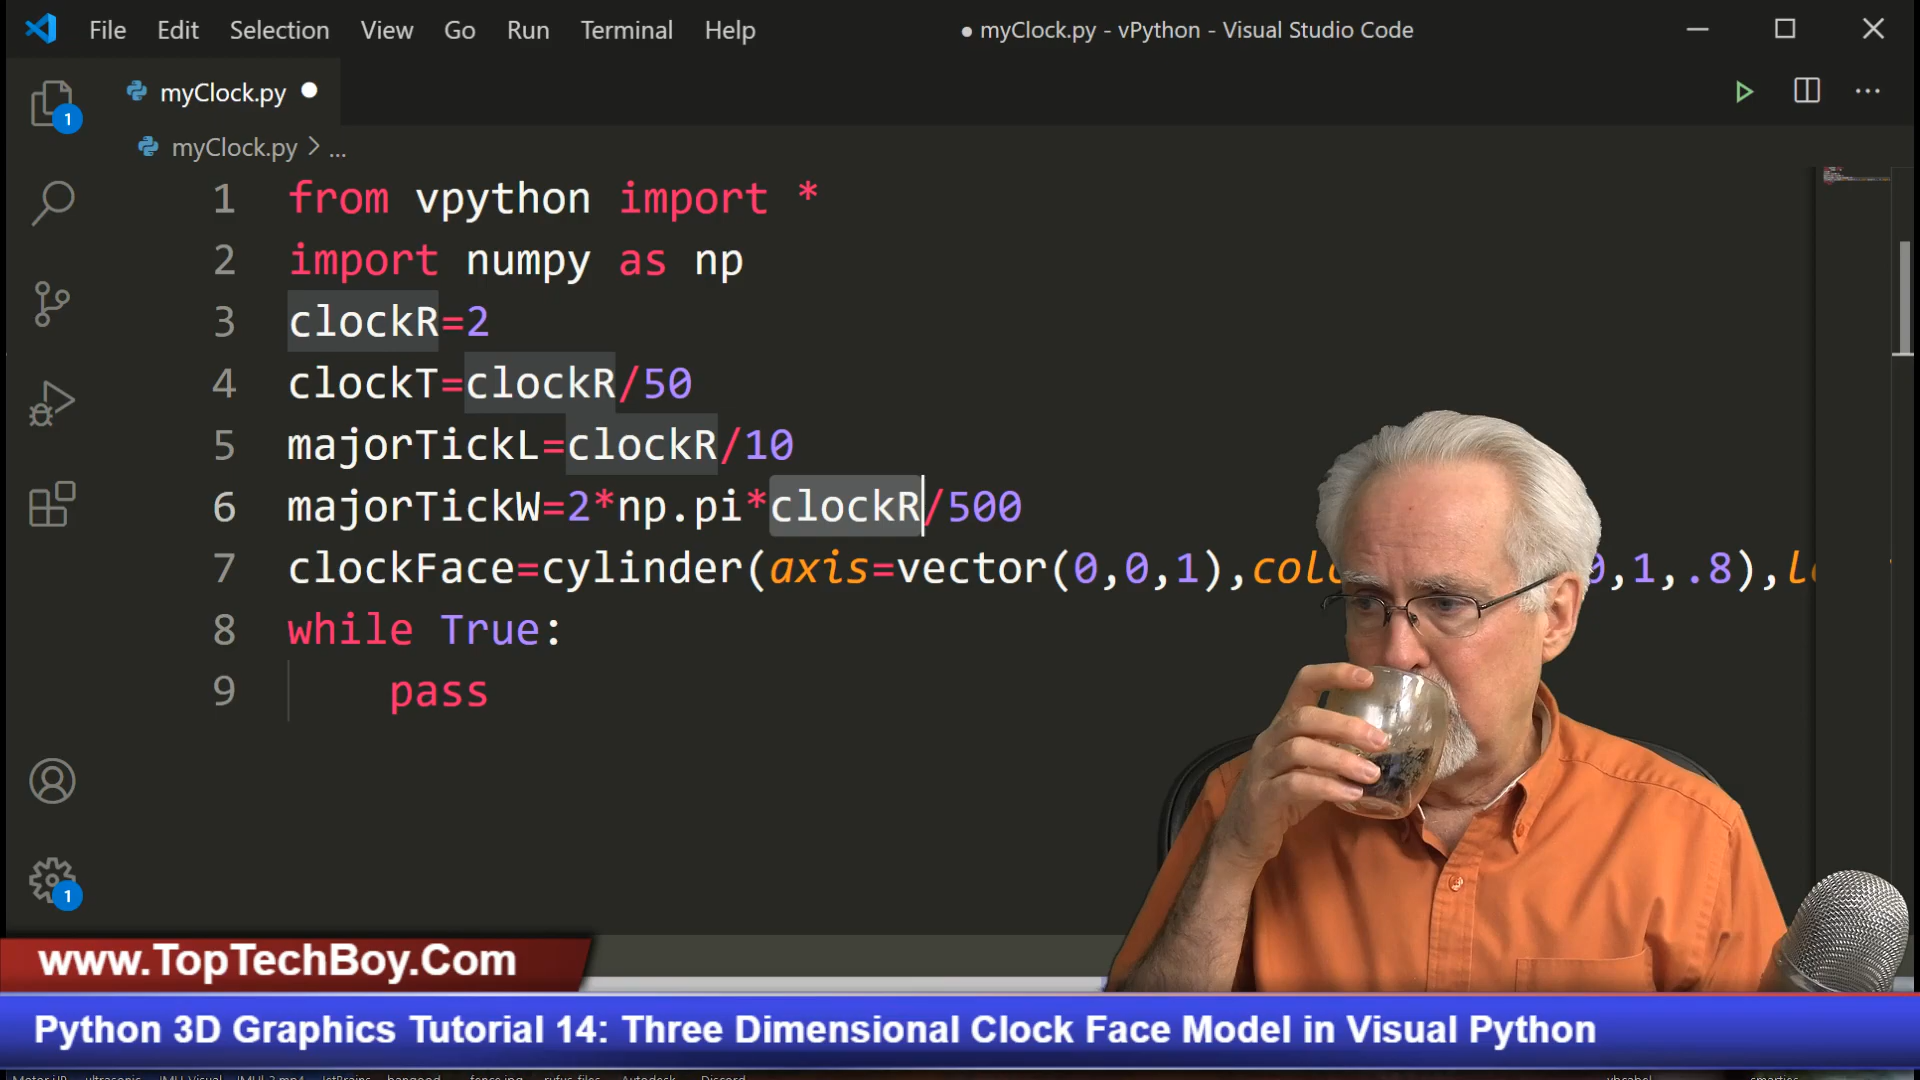 File Edit Selection View Go Run Terminal Help
● myClock.py - vPython - Visual Studio Code
myClock.py
1
myClock.py > ...
1 from vpython import *
2 import numpy as np
3 clockR=2
4 clockT=clockR/50
5 majorTickL=clockR/10
6 majorTickW=2*np.pi*clockR/500
7 clockFace=cylinder(axis=vector(0,0,1),colo 0,1,.8),le
8 while True:
9 pass
1
www.TopTechBoy.Com
Python 3D Graphics Tutorial 14: Three Dimensional Clock Face Model in Visual Python